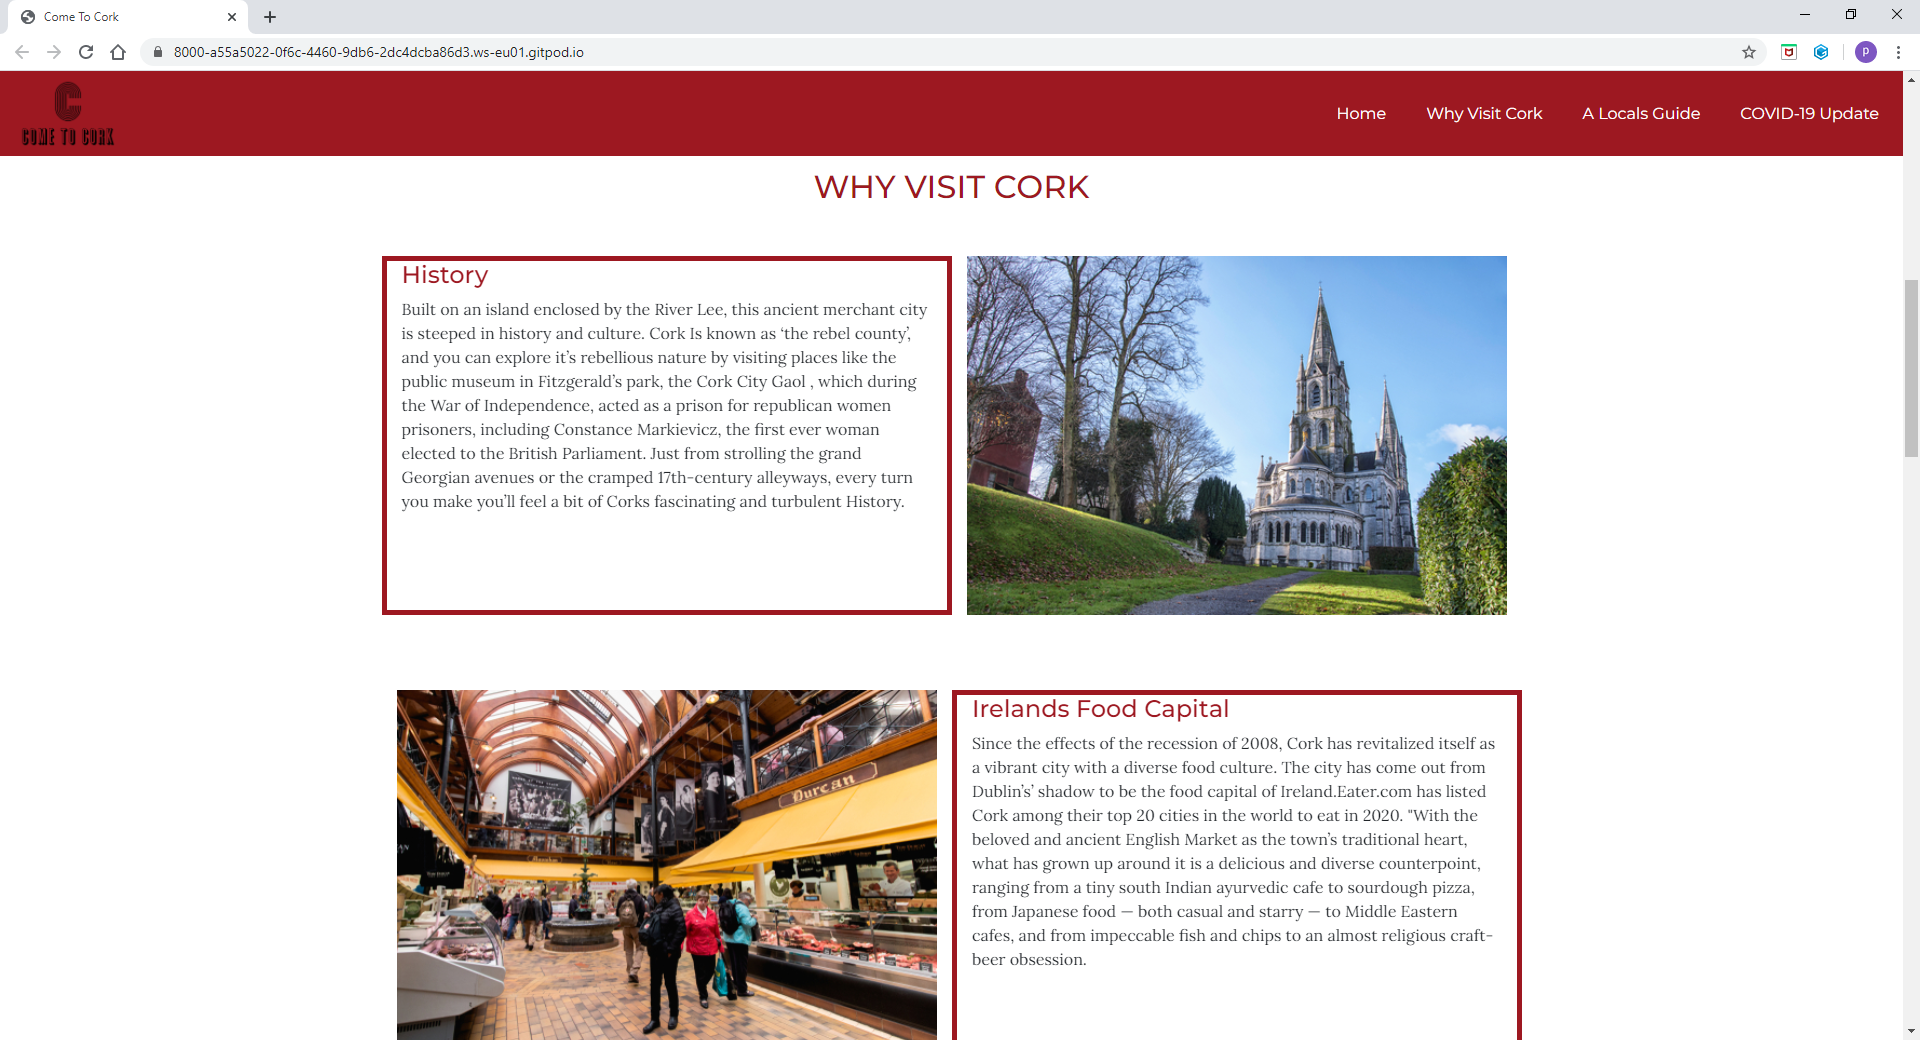 Come To Cork
8000-a55a5022-0f6c-4460-9db6-2dc4dcba86d3.ws-eu01.gitpod.io
P
C
COME TO CORK
Home
Why Visit Cork
A Locals Guide
COVID-19 Update
WHY VISIT CORK
History
Built on an island enclosed by the River Lee, this ancient merchant city
is steeped in history and culture. Cork Is known as ‘the rebel county’,
and you can explore it’s rebellious nature by visiting places like the
public museum in Fitzgerald’s park, the Cork City Gaol , which during
the War of Independence, acted as a prison for republican women
prisoners, including Constance Markievicz, the first ever woman
elected to the British Parliament. Just from strolling the grand
Georgian avenues or the cramped 17th-century alleyways, every turn
you make you’ll feel a bit of Corks fascinating and turbulent History.
Durcan
Irelands Food Capital
Since the effects of the recession of 2008, Cork has revitalized itself as
a vibrant city with a diverse food culture. The city has come out from
Dublin’s’ shadow to be the food capital of Ireland.Eater.com has listed
Cork among their top 20 cities in the world to eat in 2020. "With the
beloved and ancient English Market as the town’s traditional heart,
what has grown up around it is a delicious and diverse counterpoint,
ranging from a tiny south Indian ayurvedic cafe to sourdough pizza,
from Japanese food — both casual and starry — to Middle Eastern
cafes, and from impeccable fish and chips to an almost religious craft-
beer obsession.